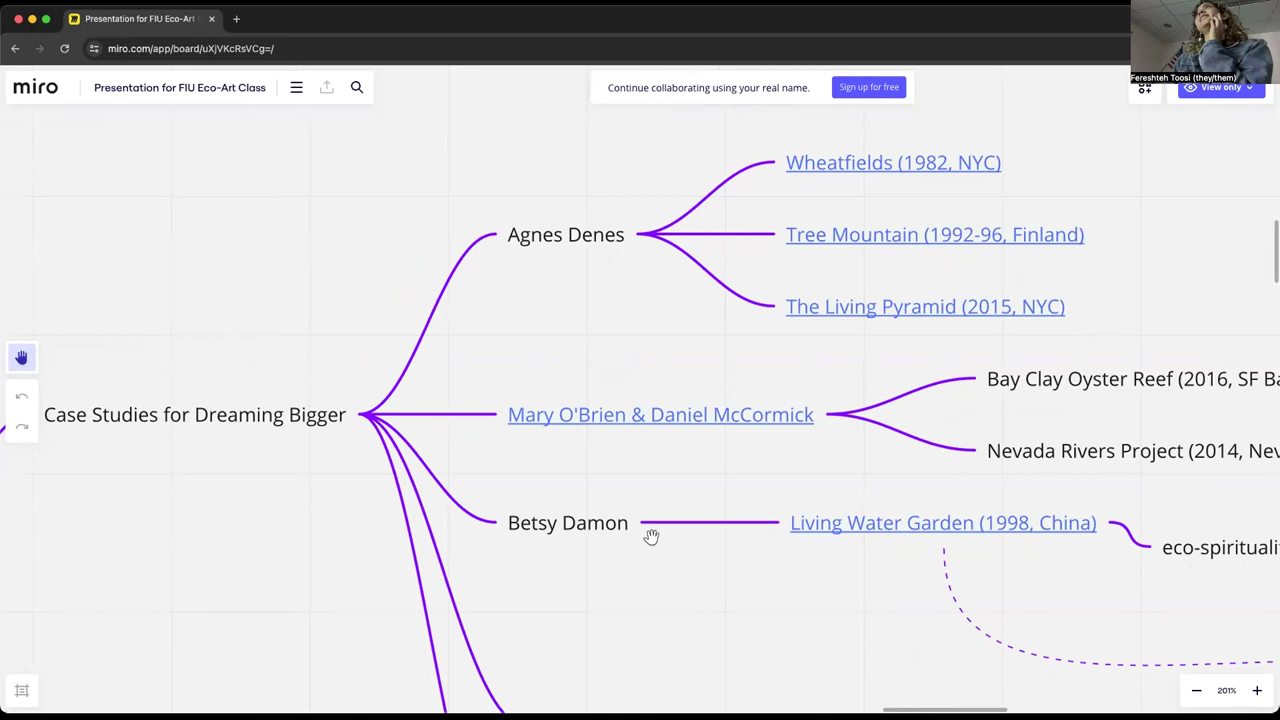 Presentation for FIU Eco-Art
miro.com/app/board/uXjVKcRsVCg=/
Fereshteh Toosi (they/them)
miro
Presentation for FIU Eco-Art Class
Continue collaborating using your real name.
Sign up for free
View only
Wheatfields (1982, NYC)
Agnes Denes
Tree Mountain (1992-96, Finland)
The Living Pyramid (2015, NYC)
Bay Clay Oyster Reef (2016, SF Ba
Case Studies for Dreaming Bigger
Mary O'Brien & Daniel McCormick
Nevada Rivers Project (2014, Nev
Betsy Damon
Living Water Garden (1998, China)
eco-spirituali
201%